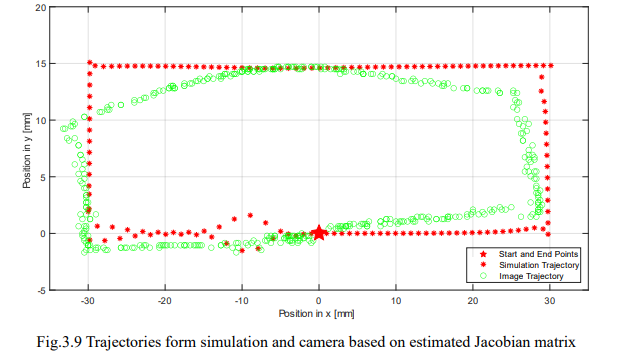 20
15
10
5
0
-5
Position in y [mm]
-30 -20 -10 0 10 20 30
Position in x [mm]
Start and End Points
Simulation Trajectory
Image Trajectory
Fig.3.9 Trajectories form simulation and camera based on estimated Jacobian matrix